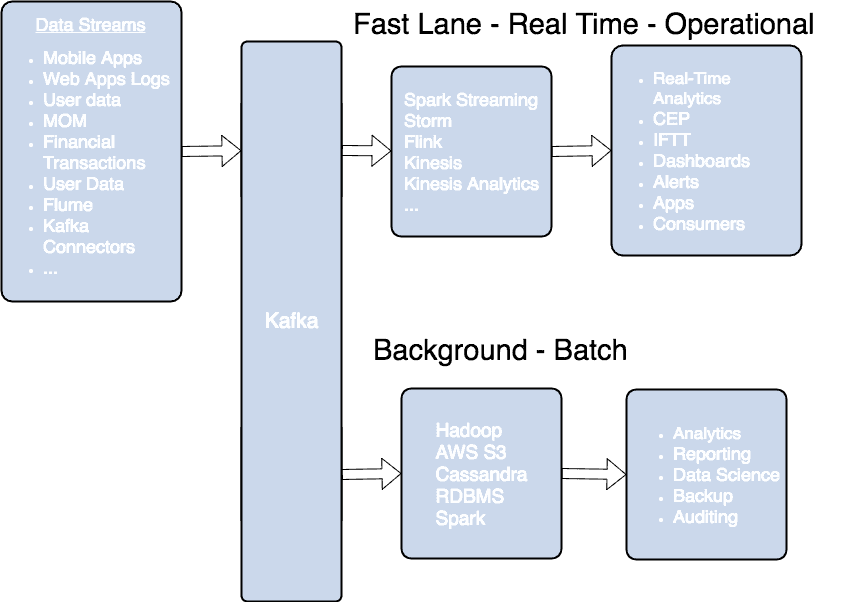 Data Streams
• Mobile Apps
• Web Apps Logs
• User data
• MOM
• Financial
Transactions
• User Data
• Flume
• Kafka
Connectors
• ...
Kafka
Fast Lane - Real Time - Operational
Spark Streaming
Storm
Flink
Kinesis
Kinesis Analytics
...
• Real-Time
Analytics
• CEP
• IFTT
• Dashboards
• Alerts
• Apps
• Consumers
Background - Batch
Hadoop
AWS S3
Cassandra
RDBMS
Spark
• Analytics
• Reporting
• Data Science
• Backup
• Auditing